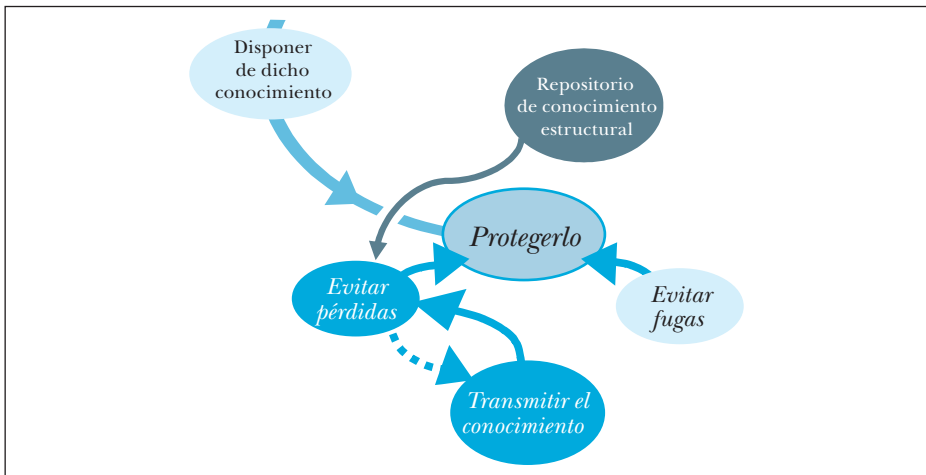 Disponer
de dicho
conocimiento
Repositorio
de conocimiento
estructural
Protegerlo
Evitar
pérdidas
Evitar
fugas
Transmitir el
conocimiento